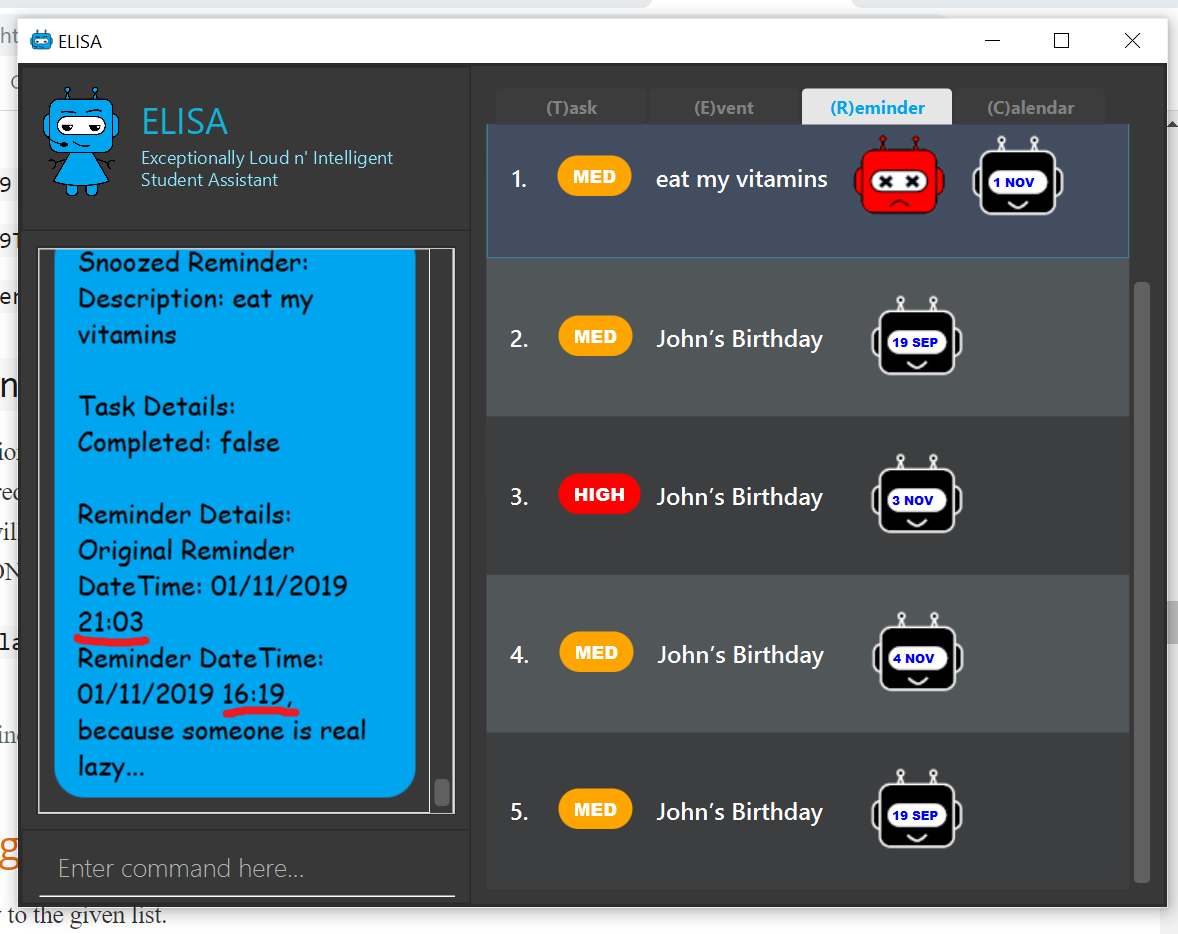 ELISA
ELISA
Exceptionally Loud n' Intelligent
Student Assistant
Snoozed Reminder:
Description: eat my
vitamins
Task Details:
Completed: false
Reminder Details:
Original Reminder
DateTime: 01/11/2019
21:03
Reminder DateTime:
01/11/2019 16:19,
because someone is real
lazy...
Enter command here...
(T)ask (E)vent (R)eminder (C)alendar
1. MED eat my vitamins 1 NOV
2. MED John's Birthday 19 SEP
3. HIGH John's Birthday 3 NOV
4. MED John's Birthday 4 NOV
5. MED John's Birthday 19 SEP
to the given list.